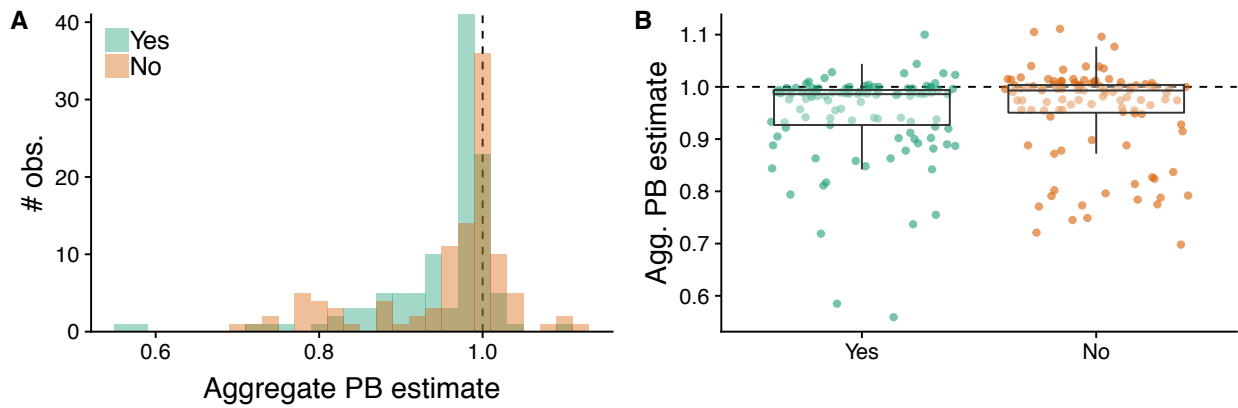 A
40
30
20
10
0
# obs.
Yes
No
0.6
0.8
1.0
Aggregate PB estimate
B
1.1
1.0
0.9
0.8
0.7
0.6
Agg. PB estimate
Yes
No